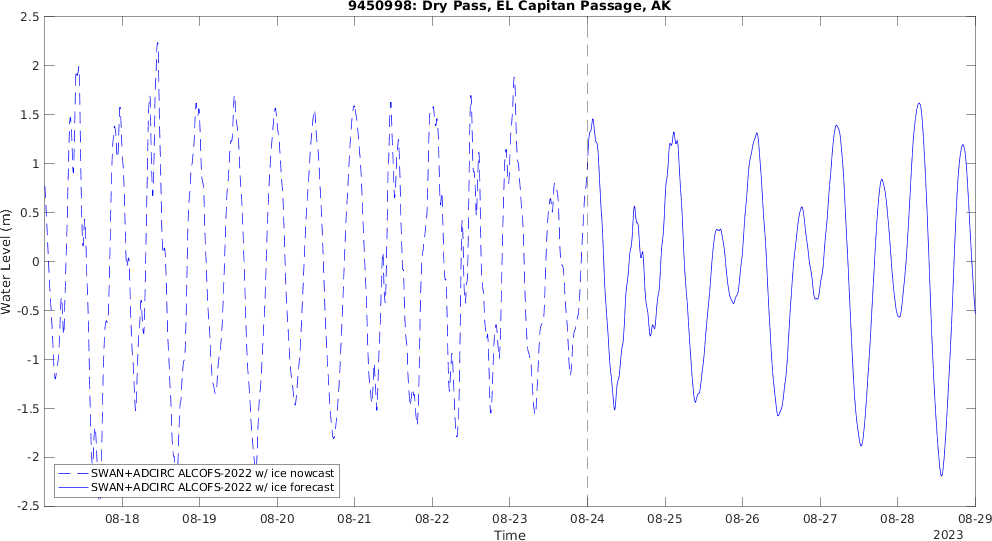 9450998: Dry Pass, EL Capitan Passage, AK
2.5
2
1.5
1
0.5
0
-0.5
-1
-1.5
-2
-2.5
Water Level (m)
SWAN+ADCIRC ALCOFS-2022 w/ ice nowcast
SWAN+ADCIRC ALCOFS-2022 w/ ice forecast
08-18 08-19 08-20 08-21 08-22 08-23 08-24 08-25 08-26 08-27 08-28 08-29
Time
2023